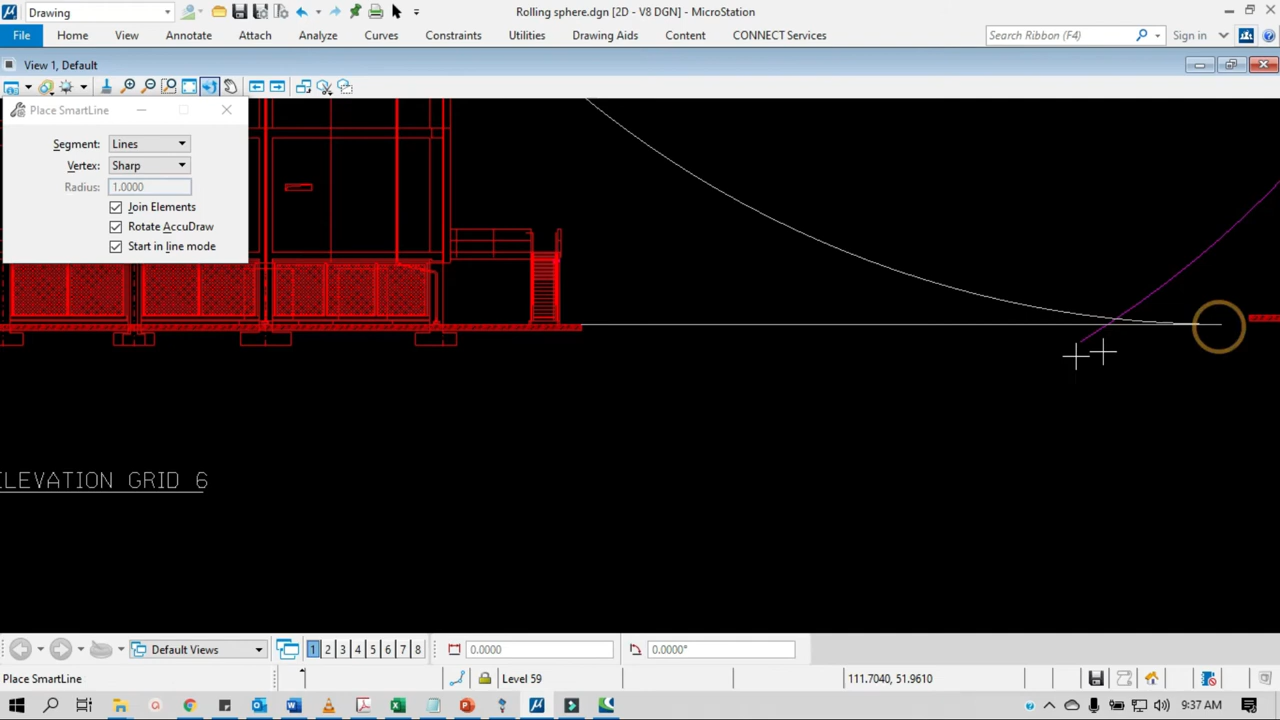 Drawing
Rolling sphere.dgn [2D - V8 DGN] - MicroStation
File Home View Annotate Attach Analyze Curves Constraints Utilities Drawing Aids Content CONNECT Services Search Ribbon (F4) Sign in
View 1, Default
Place SmartLine
Segment: Lines
Vertex: Sharp
Radius: 1.0000
Join Elements
Rotate AccuDraw
Start in line mode
ELEVATION GRID 6
Default Views 1 2 3 4 5 6 7 8 0.0000 0.0000°
Place SmartLine Level 59 111.7040, 51.9610
9:37 AM